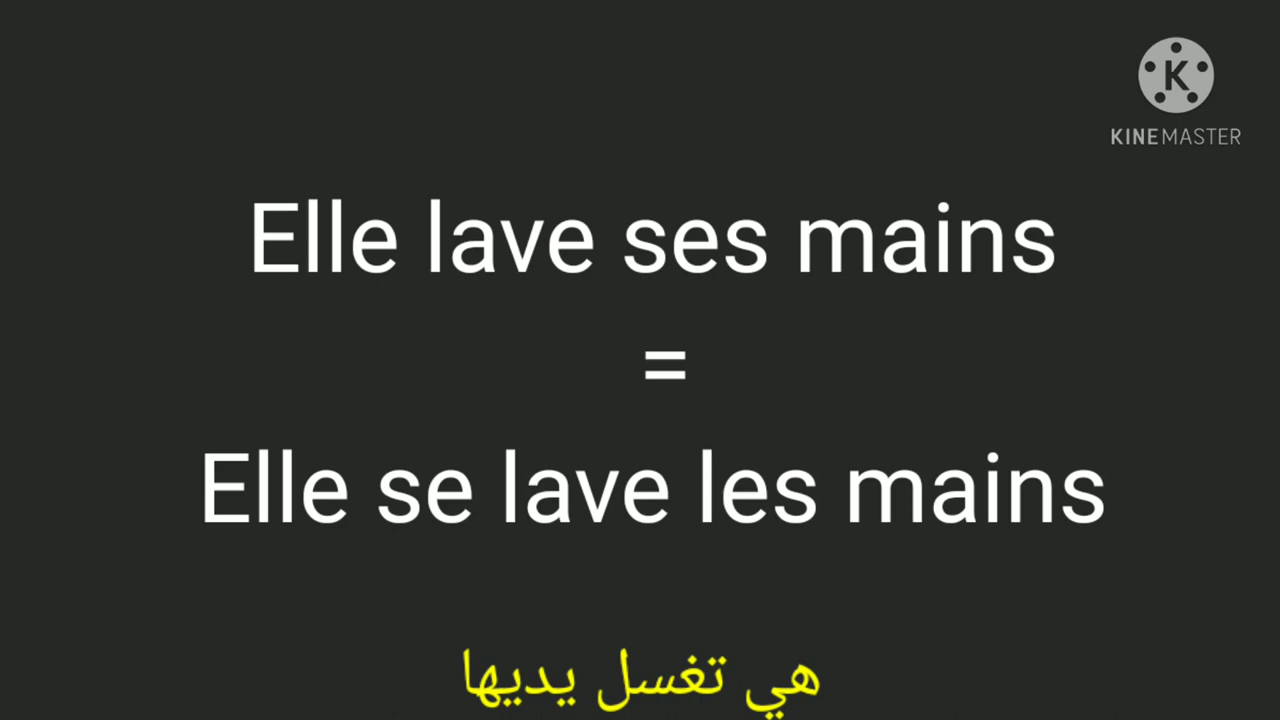 K
KINEMASTER
Elle lave ses mains
=
Elle se lave les mains
هي تغسل يديها